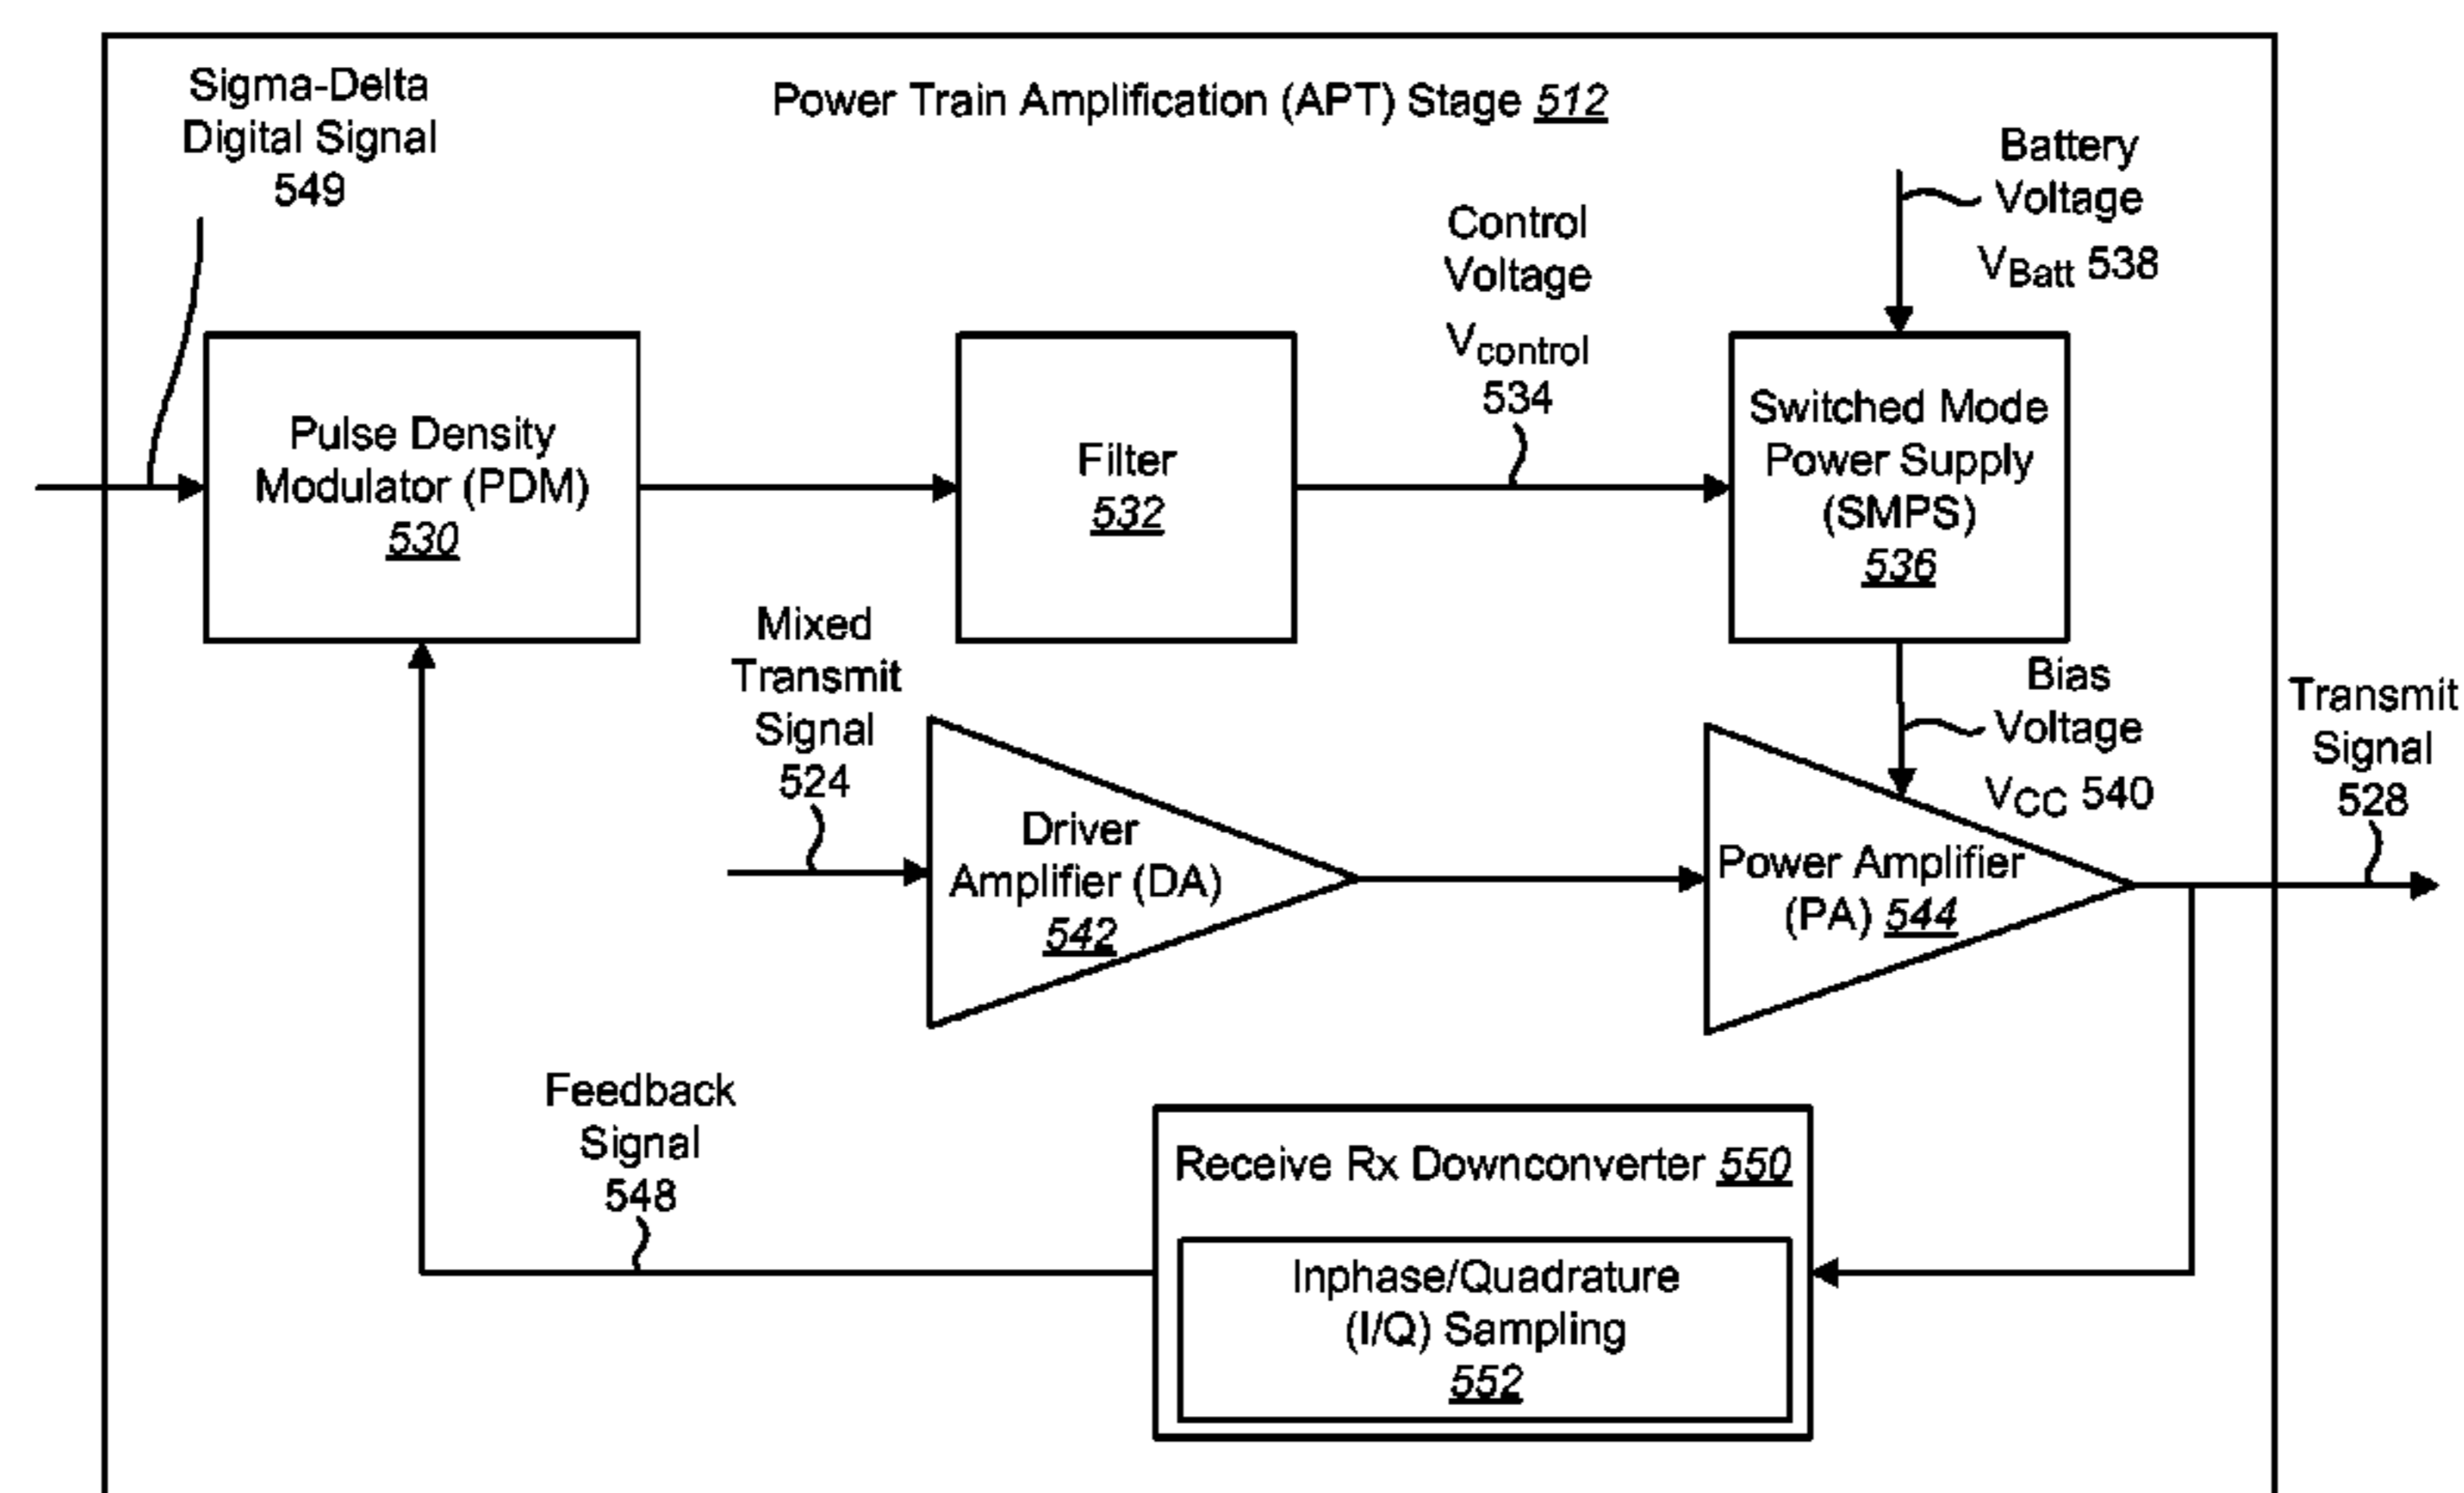 Power Train Amplification (APT) Stage 512
Sigma-Delta
Digital Signal
549
Battery
Voltage
VBatt 538
Control
Voltage
Vcontrol
534
Pulse Density
Modulator (PDM)
530
Filter
532
Switched Mode
Power Supply
(SMPS)
536
Mixed
Transmit
Signal
524
Bias
Voltage
VCC 540
Transmit
Signal
528
Driver
Amplifier (DA)
542
Power Amplifier
(PA) 544
Feedback
Signal
548
Receive Rx Downconverter 550
Inphase/Quadrature
(I/Q) Sampling
552